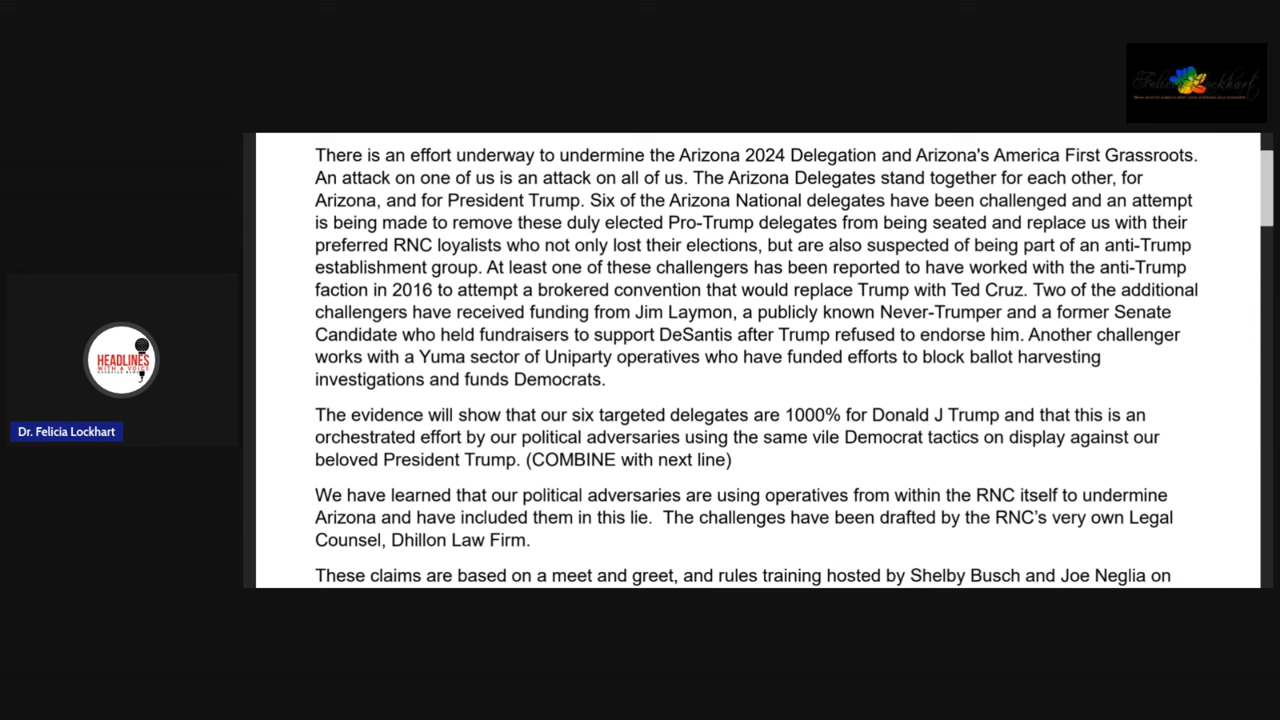 Felicia Lockhart
There is an effort underway to undermine the Arizona 2024 Delegation and Arizona's America First Grassroots.
An attack on one of us is an attack on all of us. The Arizona Delegates stand together for each other, for
Arizona, and for President Trump. Six of the Arizona National delegates have been challenged and an attempt
is being made to remove these duly elected Pro-Trump delegates from being seated and replace us with their
preferred RNC loyalists who not only lost their elections, but are also suspected of being part of an anti-Trump
establishment group. At least one of these challengers has been reported to have worked with the anti-Trump
faction in 2016 to attempt a brokered convention that would replace Trump with Ted Cruz. Two of the additional
challengers have received funding from Jim Laymon, a publicly known Never-Trumper and a former Senate
Candidate who held fundraisers to support DeSantis after Trump refused to endorse him. Another challenger
works with a Yuma sector of Uniparty operatives who have funded efforts to block ballot harvesting
investigations and funds Democrats.
The evidence will show that our six targeted delegates are 1000% for Donald J Trump and that this is an
orchestrated effort by our political adversaries using the same vile Democrat tactics on display against our
beloved President Trump. (COMBINE with next line)
We have learned that our political adversaries are using operatives from within the RNC itself to undermine
Arizona and have included them in this lie.  The challenges have been drafted by the RNC's very own Legal
Counsel, Dhillon Law Firm.
These claims are based on a meet and greet, and rules training hosted by Shelby Busch and Joe Neglia on
HEADLINES
WITH A VOICE
Dr. Felicia Lockhart